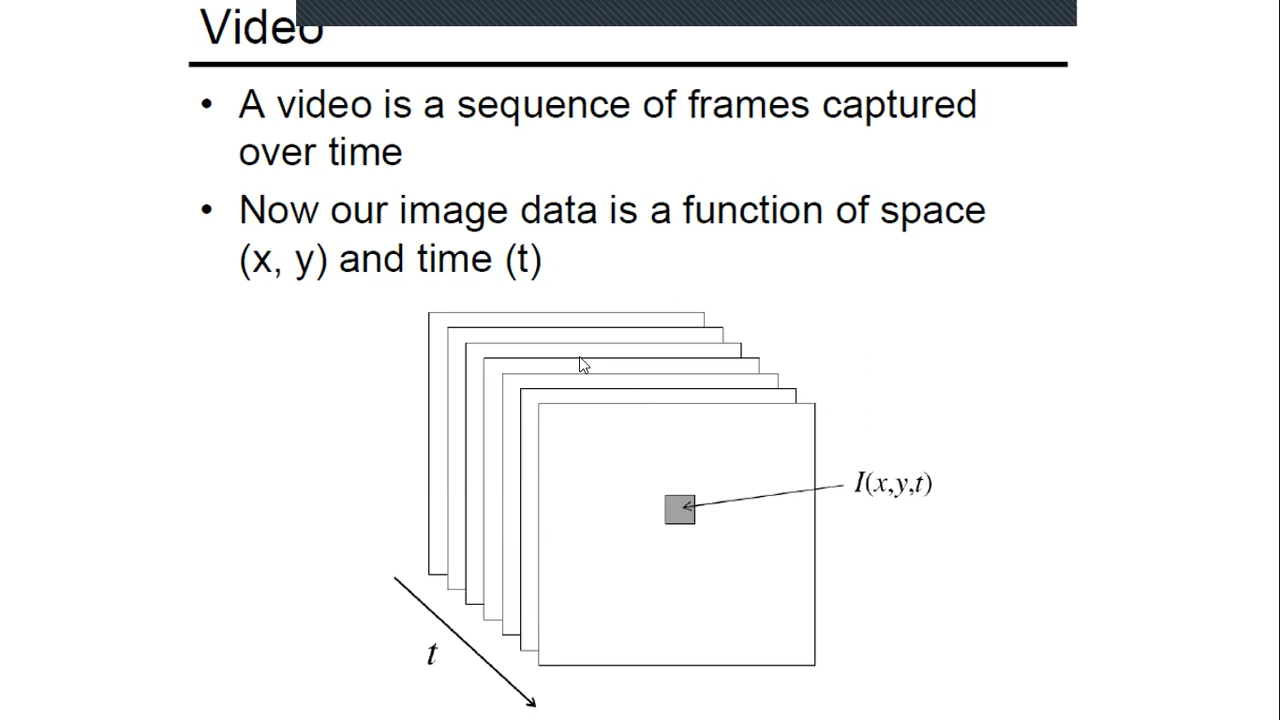 Video
• A video is a sequence of frames captured
over time
• Now our image data is a function of space
(x, y) and time (t)
I(x,y,t)
t